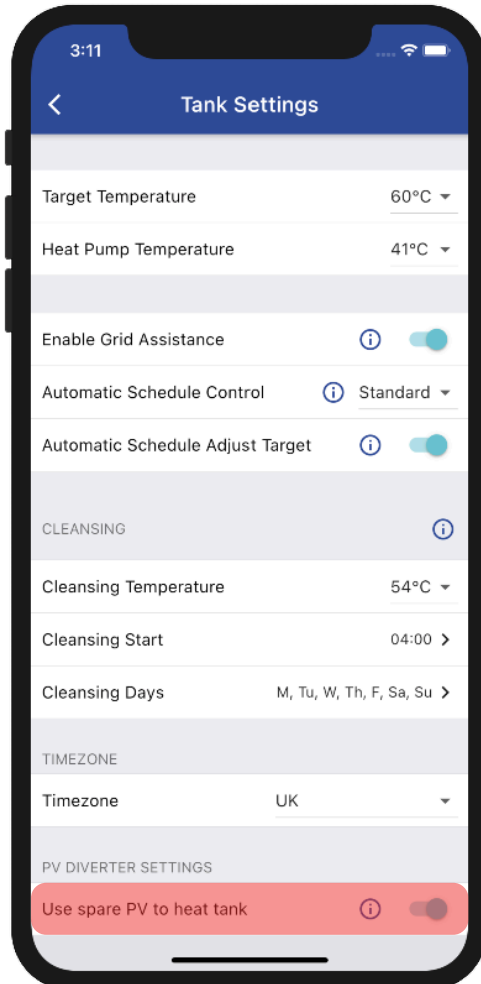 3:11
Tank Settings
Target Temperature 60°C
Heat Pump Temperature 41°C
Enable Grid Assistance
Automatic Schedule Control Standard
Automatic Schedule Adjust Target
CLEANSING
Cleansing Temperature 54°C
Cleansing Start 04:00
Cleansing Days M, Tu, W, Th, F, Sa, Su
TIMEZONE
Timezone UK
PV DIVERTER SETTINGS
Use spare PV to heat tank